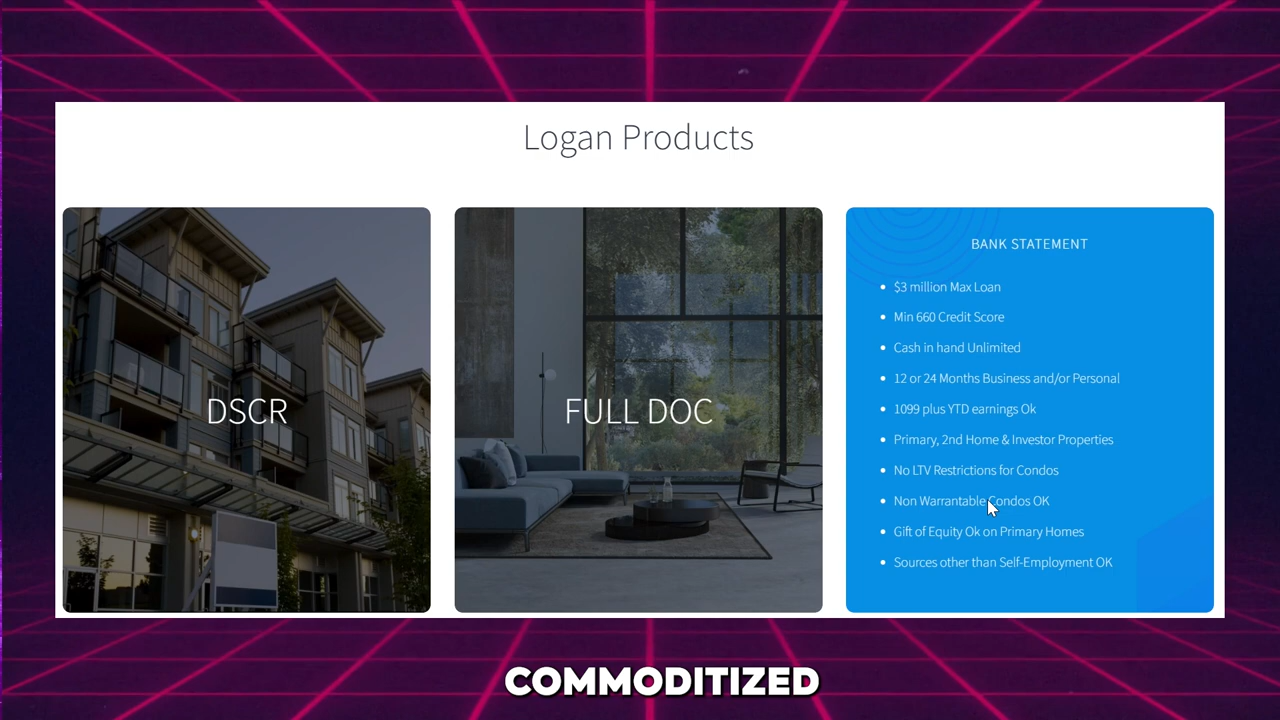 Logan Products
DSCR
FULL DOC
BANK STATEMENT
$3 million Max Loan
Min 660 Credit Score
Cash in hand Unlimited
12 or 24 Months Business and/or Personal
1099 plus YTD earnings Ok
Primary, 2nd Home & Investor Properties
No LTV Restrictions for Condos
Non Warrantable Condos OK
Gift of Equity Ok on Primary Homes
Sources other than Self-Employment OK
COMMODITIZED